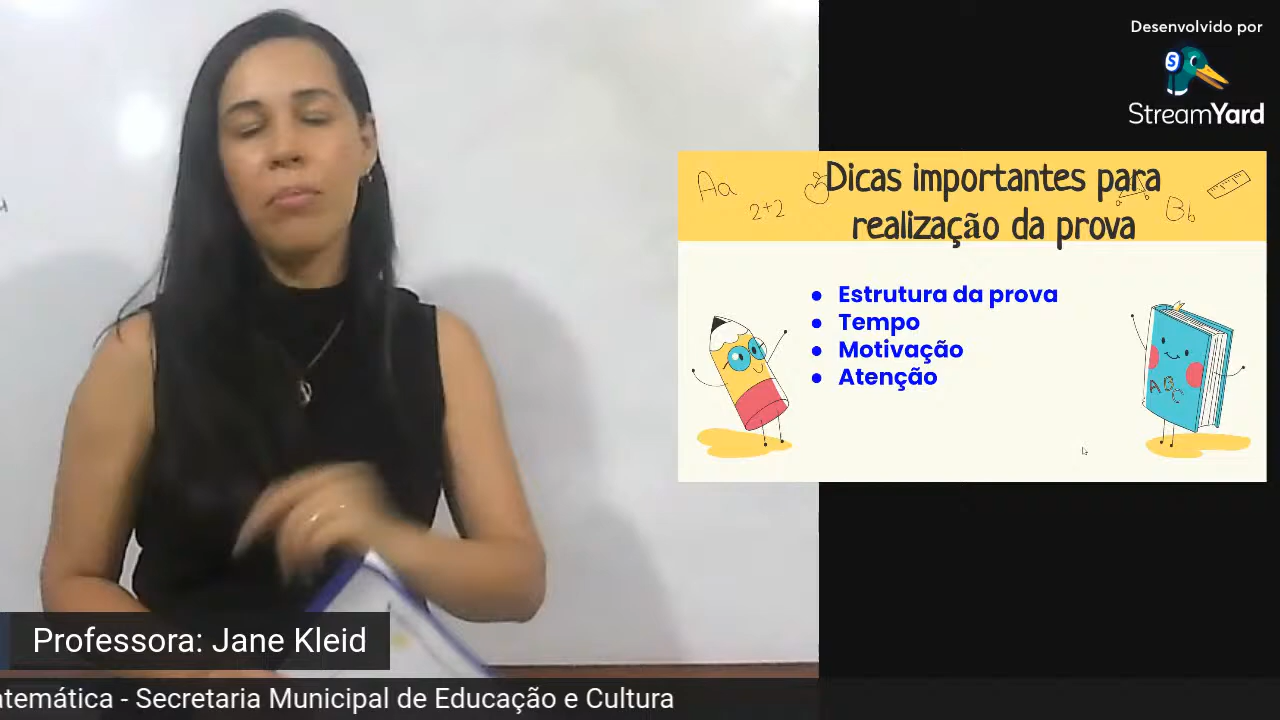 Desenvolvido por
StreamYard
Dicas importantes para
realização da prova
Aa
2+2
Bb
● Estrutura da prova
● Tempo
● Motivação
● Atenção
ABC
Professora: Jane Kleid
atemática - Secretaria Municipal de Educação e Cultura